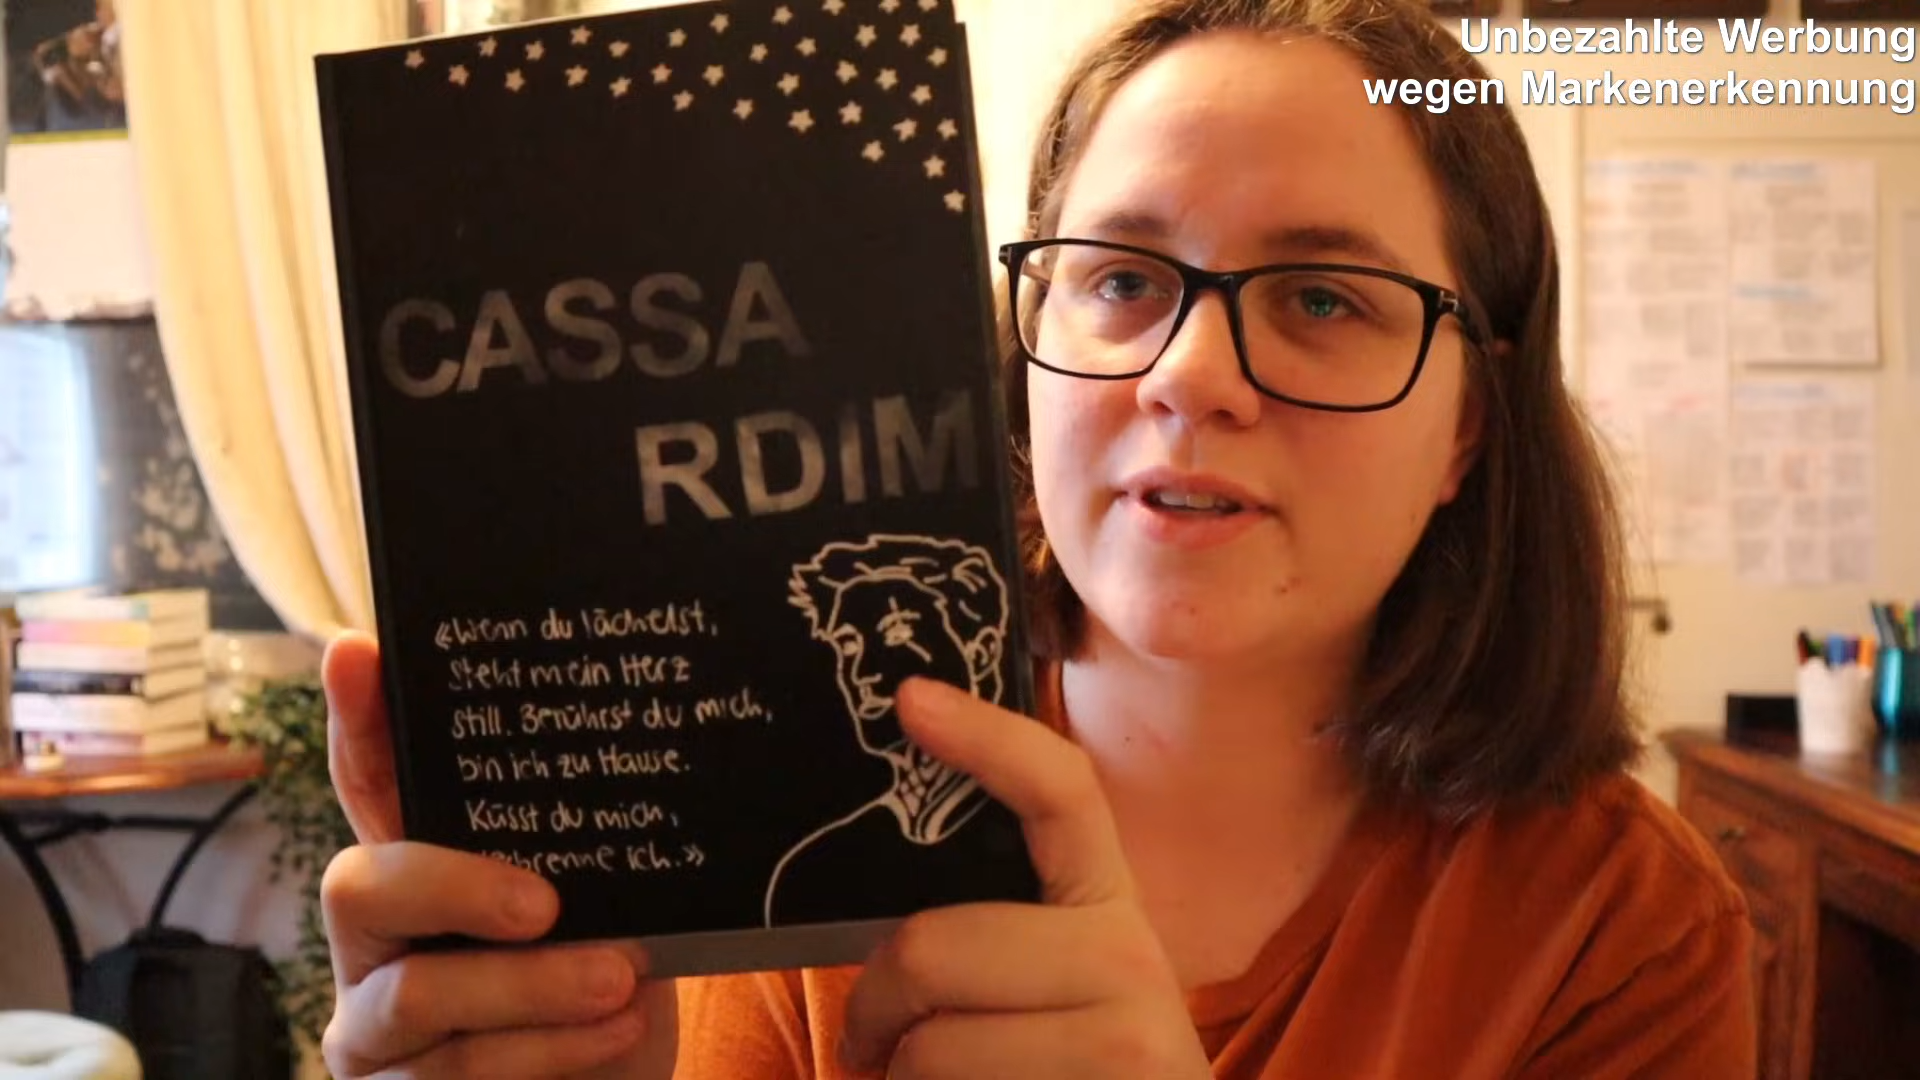 Unbezahlte Werbung
wegen Markenerkennung
CASSA
RDIM
«Wenn du lächelst,
steht mein Herz
still. Berührst du mich,
bin ich zu Hause.
Küsst du mich,
ich.»